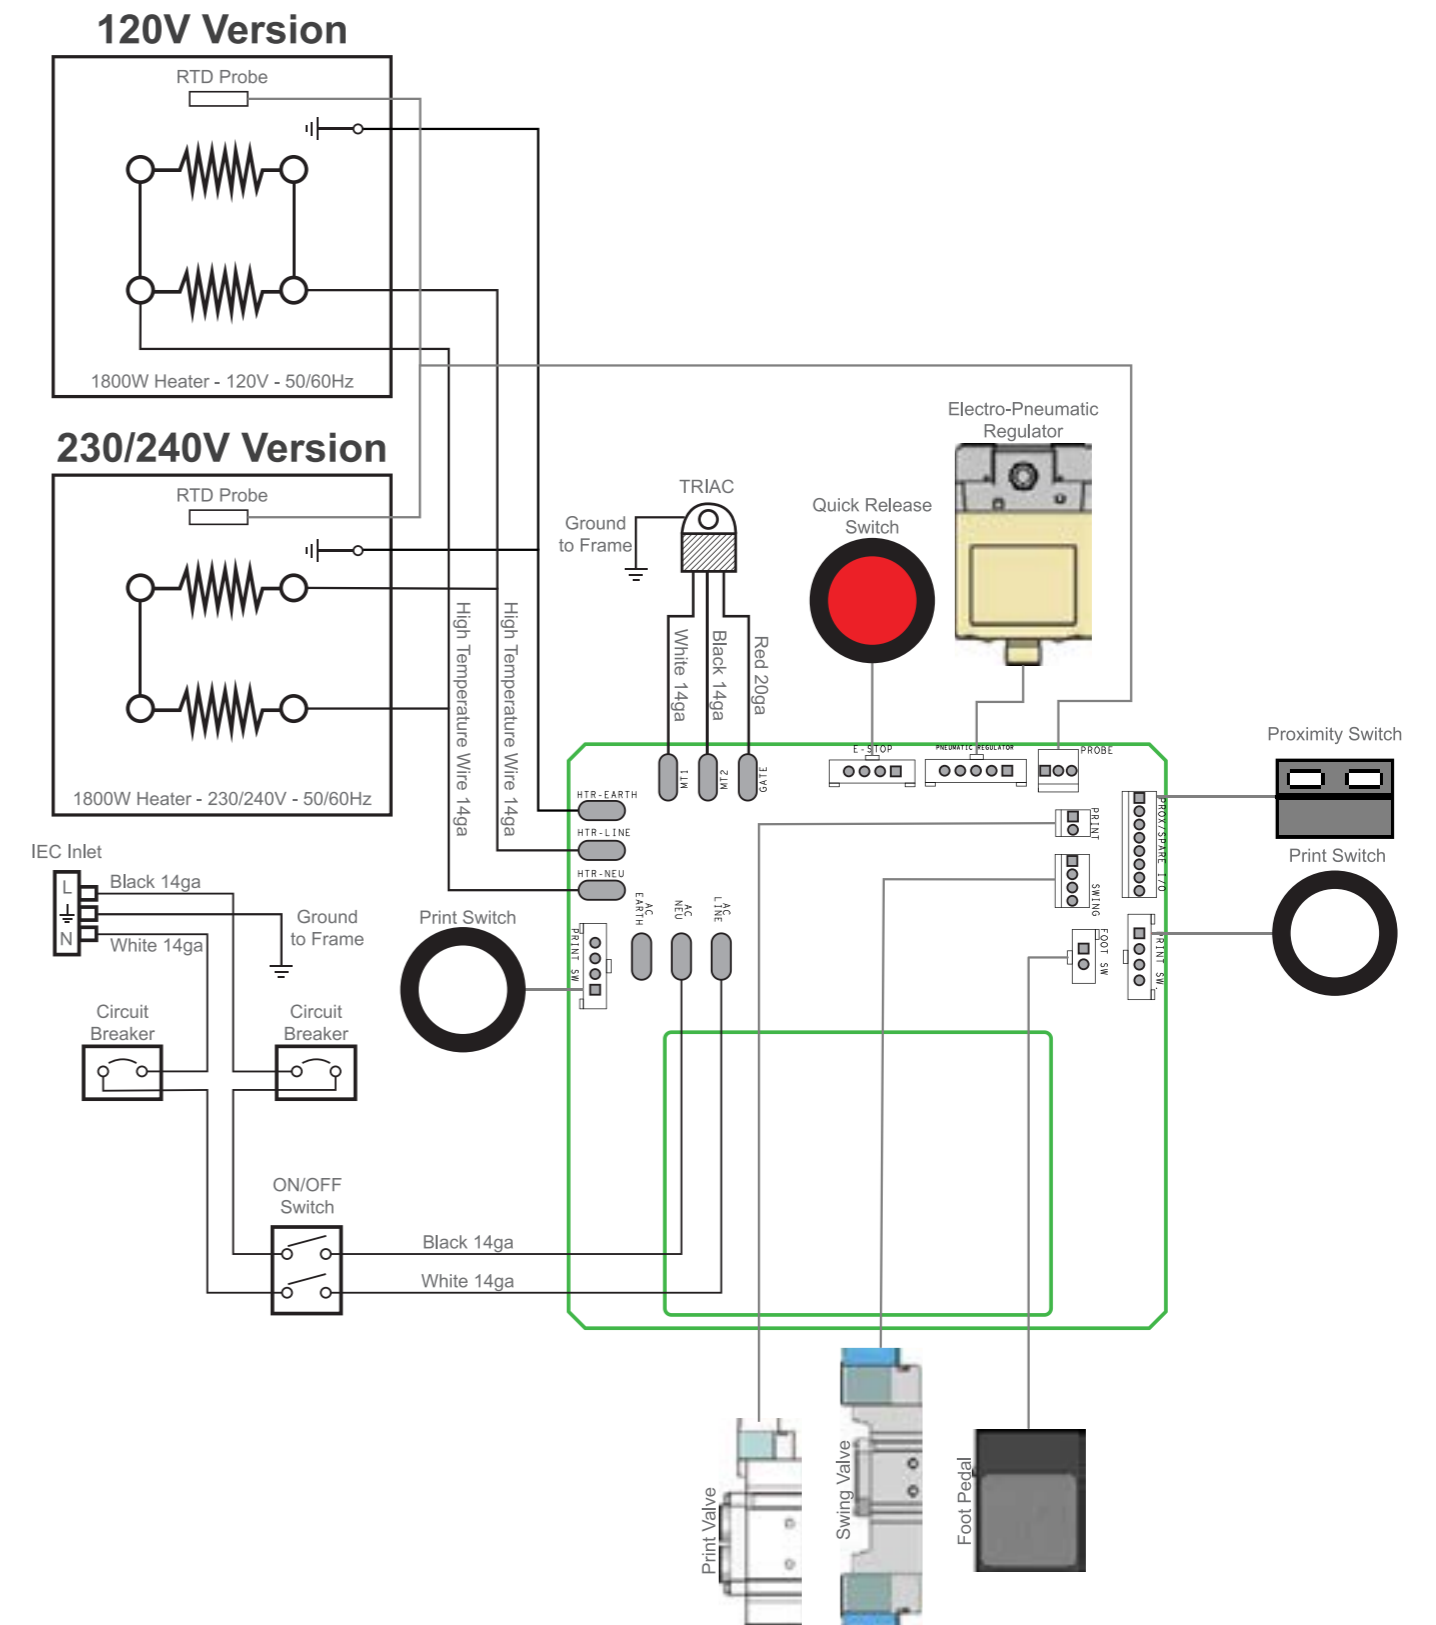 120V Version
RTD Probe
1800W Heater - 120V - 50/60Hz
230/240V Version
RTD Probe
1800W Heater - 230/240V - 50/60Hz
High Temperature Wire 14ga
High Temperature Wire 14ga
TRIAC
Ground
to Frame
White 14ga
Black 14ga
Red 20ga
Quick Release
Switch
Electro-Pneumatic
Regulator
MT1
MT2
GATE
E-STOP
PNEUMATIC REGULATOR
PROBE
Proximity Switch
HTR-EARTH
HTR-LINE
HTR-NEU
PRINT
PROX/SPARE I/O
SWING
Print Switch
IEC Inlet
L
N
Black 14ga
White 14ga
Ground
to Frame
Print Switch
PRINT SW.
AC
EARTH
AC
NEU
AC
LINE
FOOT SW
PRINT SW.
Circuit
Breaker
Circuit
Breaker
ON/OFF
Switch
Black 14ga
White 14ga
Print Valve
Swing Valve
Foot Pedal